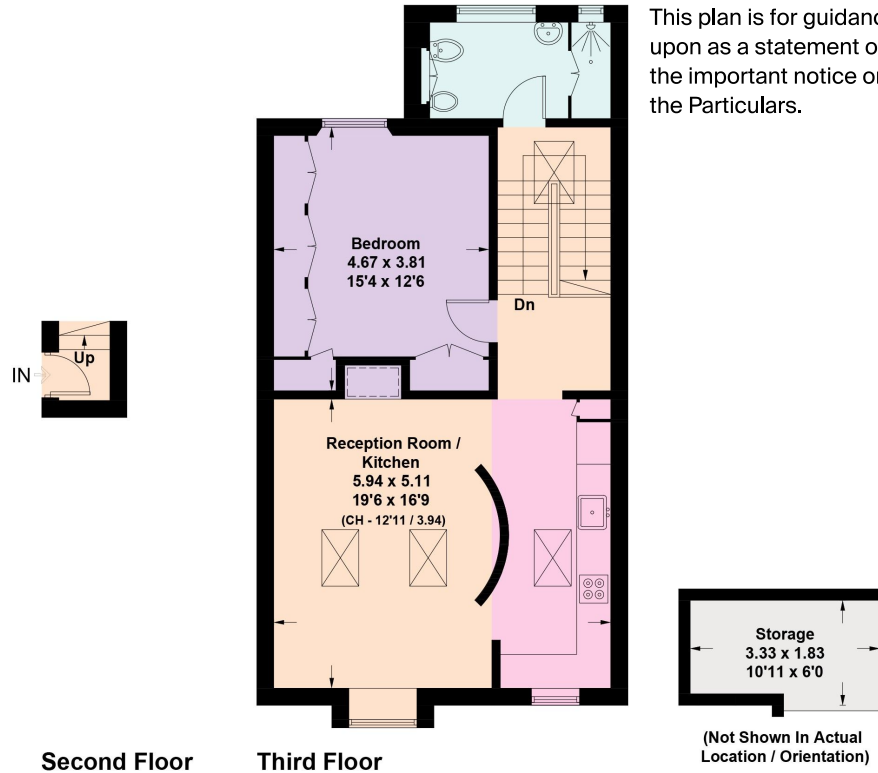 This plan is for guidanc
upon as a statement o
the important notice or
the Particulars.
Bedroom
4.67 x 3.81
15'4 x 12'6
Dn
Up
IN
Reception Room /
Kitchen
5.94 x 5.11
19'6 x 16'9
(CH - 12'11 / 3.94)
Storage
3.33 x 1.83
10'11 x 6'0
(Not Shown In Actual
Location / Orientation)
Second Floor
Third Floor